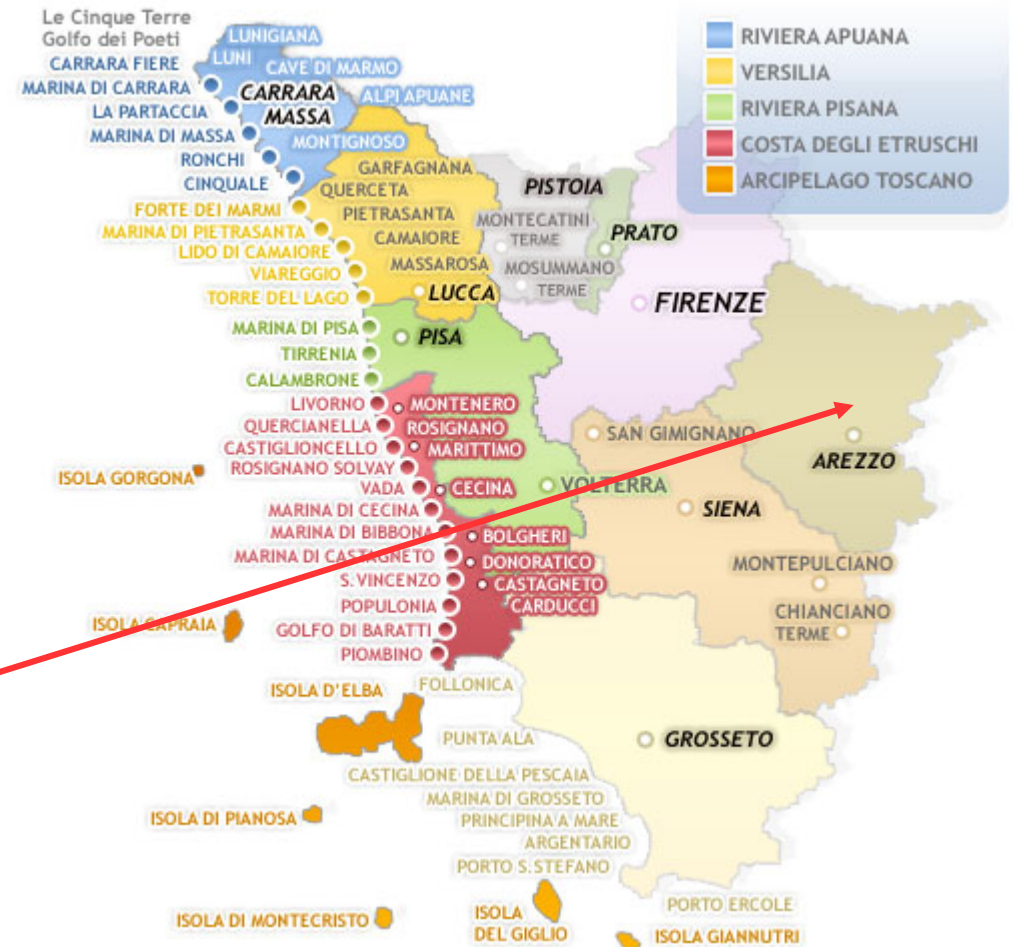 Le Cinque Terre
Golfo dei Poeti
CARRARA FIERE
MARINA DI CARRARA
LA PARTACCIA
MARINA DI MASSA
RONCHI
CINQUALE
FORTE DEI MARMI
MARINA DI PIETRASANTA
LIDO DI CAMAIORE
VIAREGGIO
TORRE DEL LAGO
MARINA DI PISA
TIRRENIA
CALAMBRONE
LIVORNO
QUERCIANELLA
CASTIGLIONCELLO
ROSIGNANO SOLVAY
VADA
MARINA DI CECINA
MARINA DI BIBBONA
MARINA DI CASTAGNETO
S.VINCENZO
POPULONIA
GOLFO DI BARATTI
PIOMBINO
LUNIGIANA
LUNI
CAVE DI MARMO
CARRARA
MASSA
ALPI APUANE
MONTIGNOSO
GARFAGNANA
QUERCETA
PIETRASANTA
CAMAIORE
MASSAROSA
LUCCA
PISA
MONTENERO
ROSIGNANO
MARITTIMO
CECINA
BOLGHERI
DONORATICO
CASTAGNETO
CARDUCCI
PISTOIA
MONTECATINI
TERME
MOSUMMANO
TERME
PRATO
FIRENZE
SAN GIMIGNANO
VOLTERRA
SIENA
AREZZO
MONTEPULCIANO
CHIANCIANO
TERME
GROSSETO
FOLLONICA
PUNTA ALA
CASTIGLIONE DELLA PESCAIA
MARINA DI GROSSETO
PRINCIPINA A MARE
ARGENTARIO
PORTO S.STEFANO
PORTO ERCOLE
ISOLA GORGONA
ISOLA CAPRAIA
ISOLA D'ELBA
ISOLA DI PIANOSA
ISOLA DI MONTECRISTO
ISOLA
DEL GIGLIO
ISOLA GIANNUTRI
RIVIERA APUANA
VERSILIA
RIVIERA PISANA
COSTA DEGLI ETRUSCHI
ARCIPELAGO TOSCANO